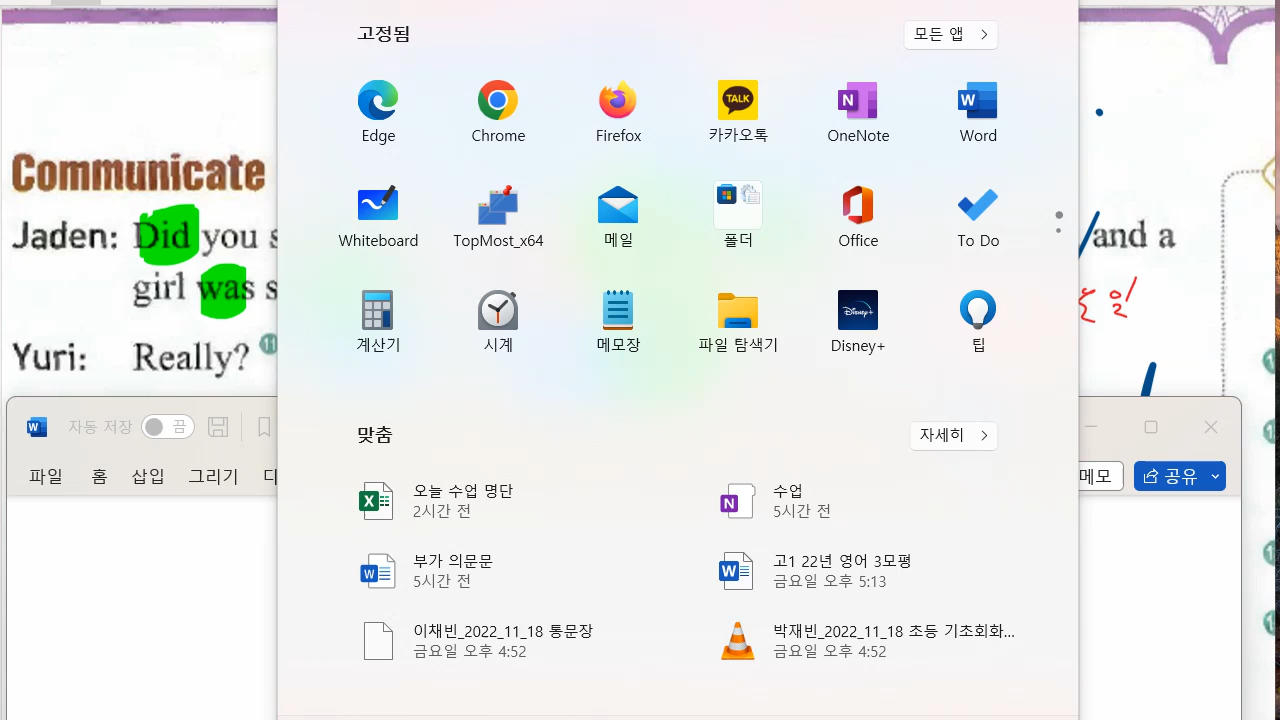 고정됨
모든 앱
Edge
Chrome
Firefox
TALK
카카오톡
OneNote
Word
Whiteboard
TopMost_x64
메일
폴더
Office
To Do
계산기
시계
메모장
파일 탐색기
Disney+
Disney+
팁
맞춤
자세히
오늘 수업 명단
2시간 전
수업
5시간 전
부가 의문문
5시간 전
고1 22년 영어 3모평
금요일 오후 5:13
이채빈_2022_11_18 통문장
금요일 오후 4:52
박재빈_2022_11_18 초등 기초회화...
금요일 오후 4:52
Communicate
Jaden: Did you s
and a
girl was s
일
Yuri: Really? 11
자동 저장 끔
파일 홈 삽입 그리기 디
메모 공유